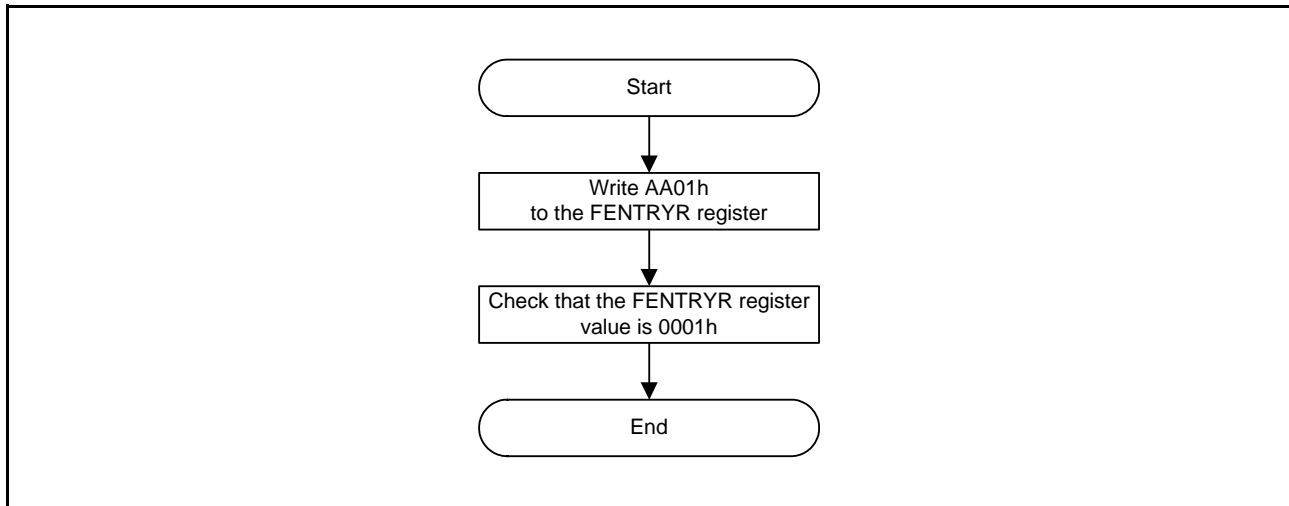 Start
Write AA01h
to the FENTRYR register
Check that the FENTRYR register
value is 0001h
End